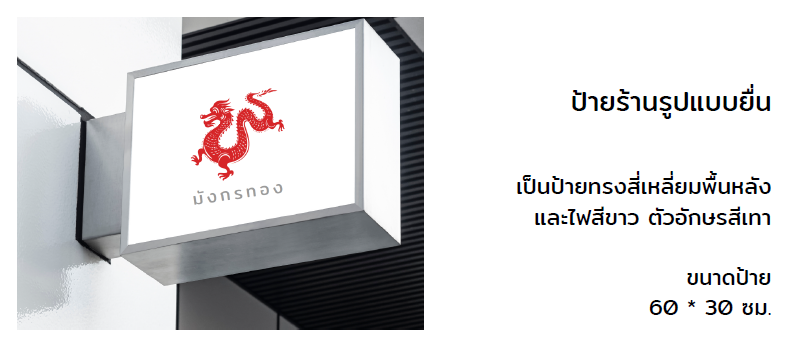 มังกรทอง
ป้ายร้านรูปแบบยื่น
เป็นป้ายทรงสี่เหลี่ยมพื้นหลัง
และไฟสีขาว ตัวอักษรสีเทา
ขนาดป้าย
60 * 30 ซม.